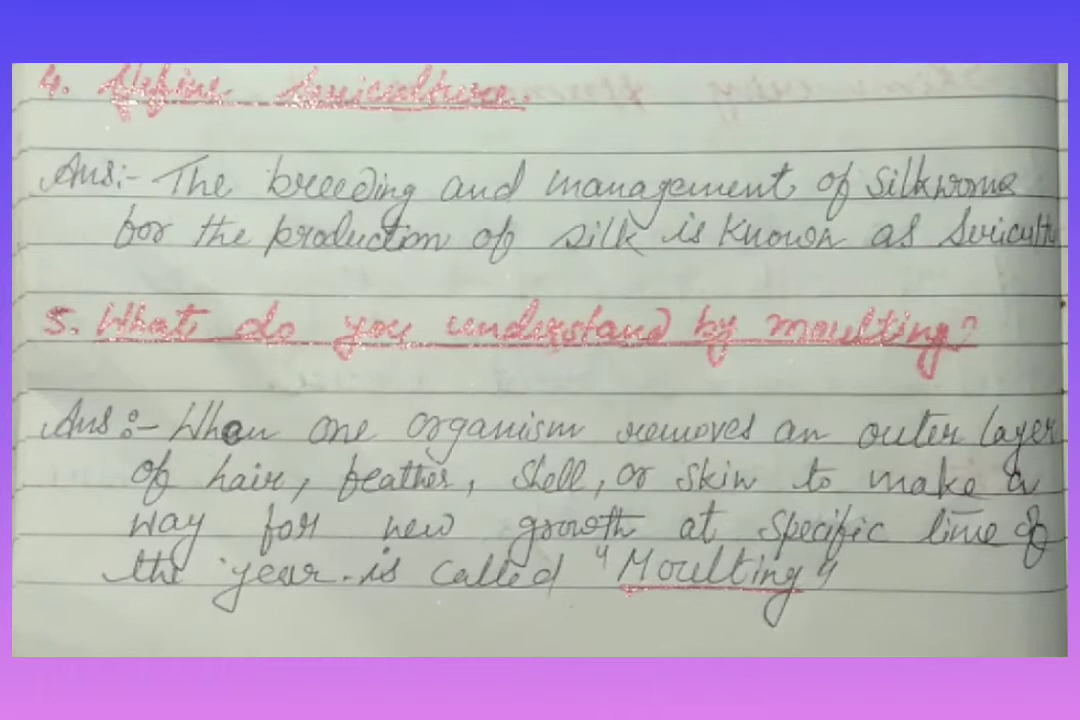 4. Define Sericulture.
Ans:- The breeding and management of silkworms
for the production of silk is known as Sericultu
5. What do you understand by moulting?
Ans:- When one organism removes an outer layer
of hair, feather, shell, or skin to make a
way for new growth at specific time of
the year is called "Moulting"